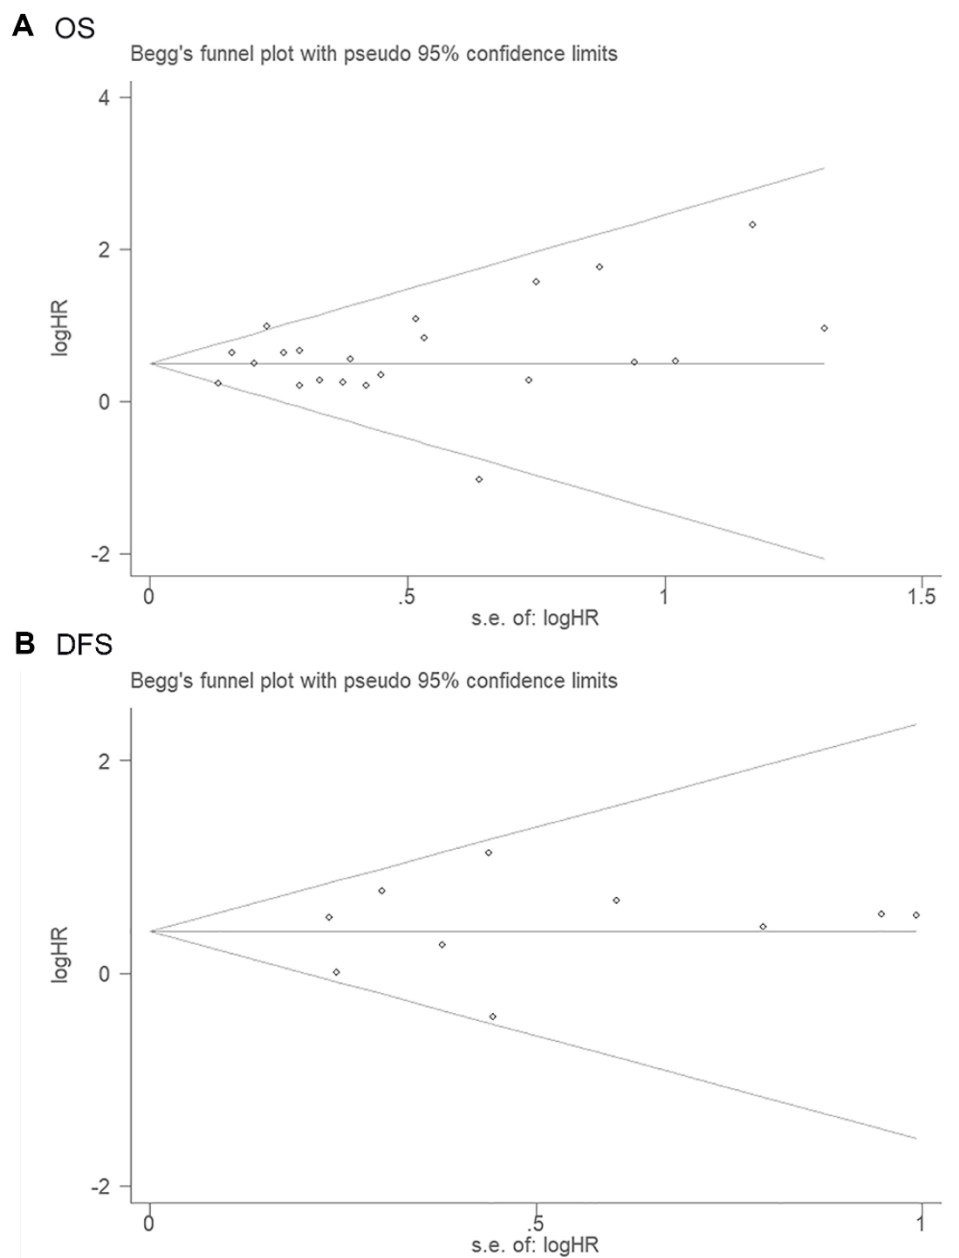 A OS
Begg's funnel plot with pseudo 95% confidence limits
4
2
0
-2
logHR
0 .5 1 1.5
s.e. of: logHR
B DFS
Begg's funnel plot with pseudo 95% confidence limits
2
0
-2
logHR
0 .5 1
s.e. of: logHR